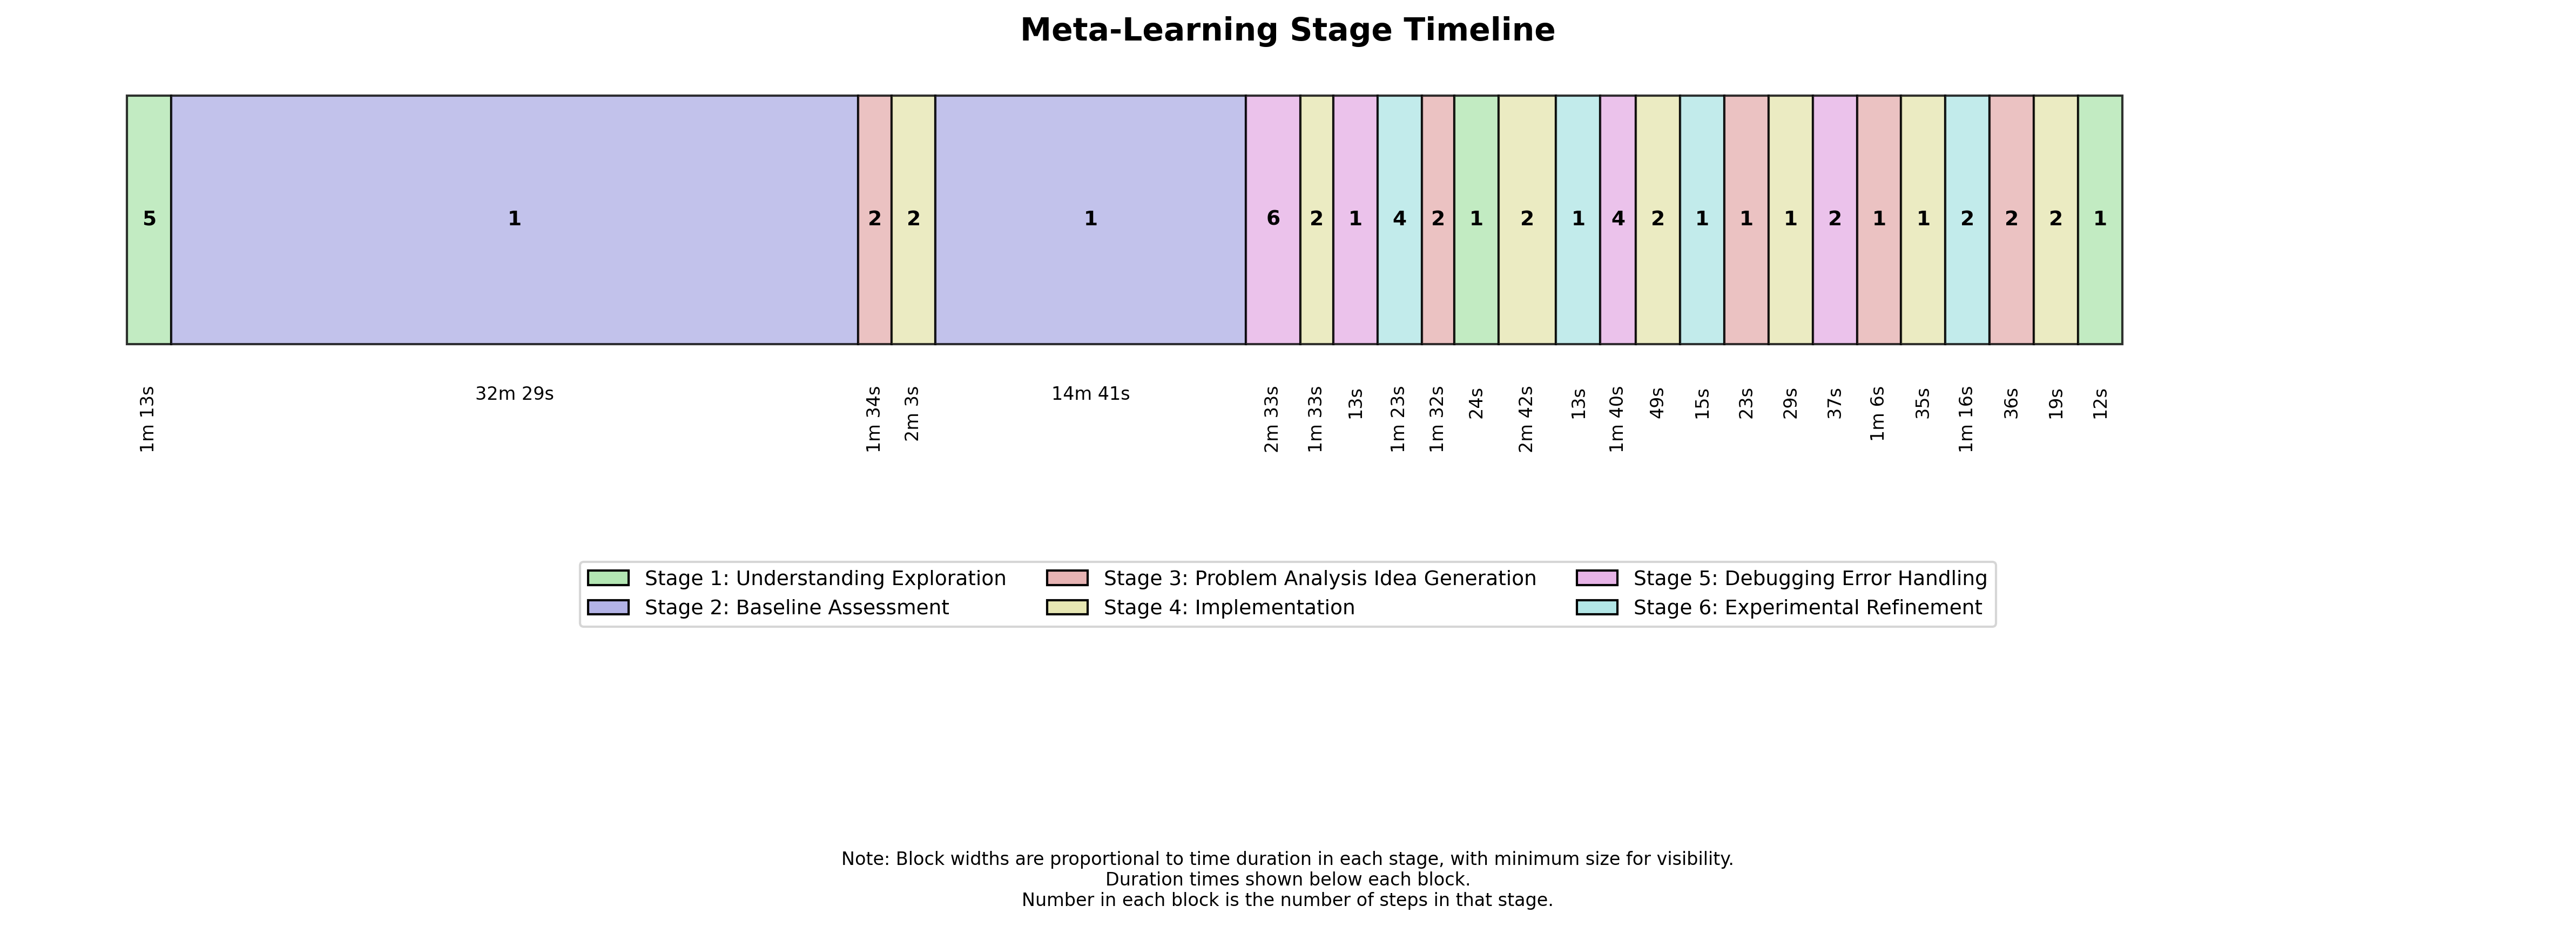 Meta-Learning Stage Timeline
5 1 2 2 1 6 2 1 4 2 1 2 1 4 2 1 1 1 2 1 1 2 2 2 1
1m 13s 32m 29s 1m 34s 2m 3s 14m 41s 2m 33s 1m 33s 13s 1m 23s 1m 32s 24s 2m 42s 13s 1m 40s 49s 15s 23s 29s 37s 1m 6s 35s 1m 16s 36s 19s 12s
Stage 1: Understanding Exploration
Stage 2: Baseline Assessment
Stage 3: Problem Analysis Idea Generation
Stage 4: Implementation
Stage 5: Debugging Error Handling
Stage 6: Experimental Refinement
Note: Block widths are proportional to time duration in each stage, with minimum size for visibility.
Duration times shown below each block.
Number in each block is the number of steps in that stage.